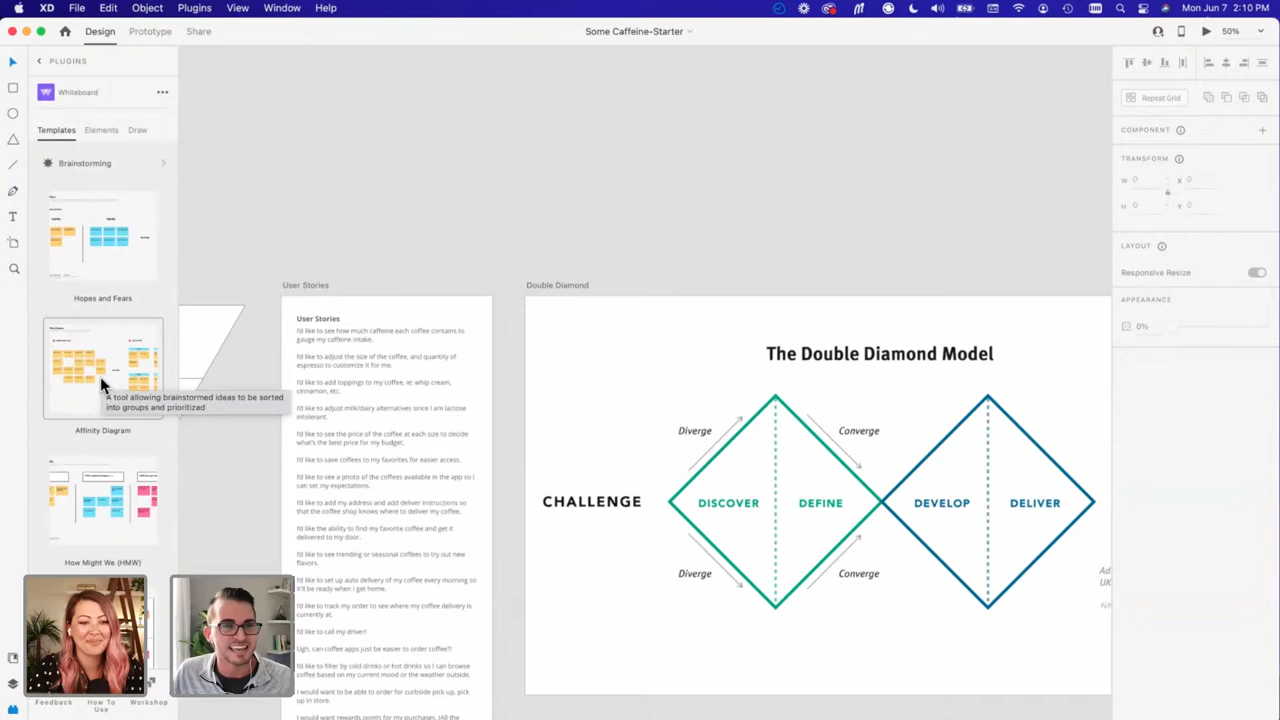 XD File Edit Object Plugins View Window Help
Mon Jun 7 2:10 PM
Design Prototype Share
Some Caffeine-Starter
50%
PLUGINS
Whiteboard
Templates Elements Draw
Brainstorming
Hopes and Fears
A tool allowing brainstormed ideas to be sorted
into groups and prioritized
Affinity Diagram
How Might We (HMW)
Feedback
How To
Use
Workshop
User Stories
User Stories
I'd like to see how much caffeine each coffee contains to
gauge my caffeine intake.
I'd like to adjust the size of the coffee, and quantity of
espresso to customize it for me.
I'd like to add toppings to my coffee, ie: whip cream,
cinnamon, etc.
I'd like to adjust milk/dairy alternatives since I am lactose
intolerant.
I'd like to see the price of the coffee at each size to decide
what's the best price for my budget.
I'd like to save coffees to my favorites for easier access.
I'd like to see a photo of the coffees available in the app so I
can set my expectations.
I'd like to add my address and add deliver instructions so
that the coffee shop knows where to deliver my coffee.
I'd like the ability to find my favorite coffee and get it
delivered to my door.
I'd like to see trending or seasonal coffees to try out new
flavors.
I'd like to set up auto delivery of my coffee every morning so
it'll be ready when I get home.
I'd like to track my order to see where my coffee delivery is
currently at.
I'd like to call my driver!
Ugh, can coffee apps just be easier to order coffee?!
I'd like to filter by cold drinks or hot drinks so I can browse
coffee based on my current mood or the weather outside.
I would want to be able to order for curbside pick up, pick
up in store.
I would want rewards points for my purchases. (All the
Double Diamond
The Double Diamond Model
Diverge
Converge
CHALLENGE
DISCOVER
DEFINE
DEVELOP
DELIVER
Diverge
Converge
Ad
UK
Repeat Grid
COMPONENT
TRANSFORM
W 0 X 0
H 0 Y 0
LAYOUT
Responsive Resize
APPEARANCE
0%